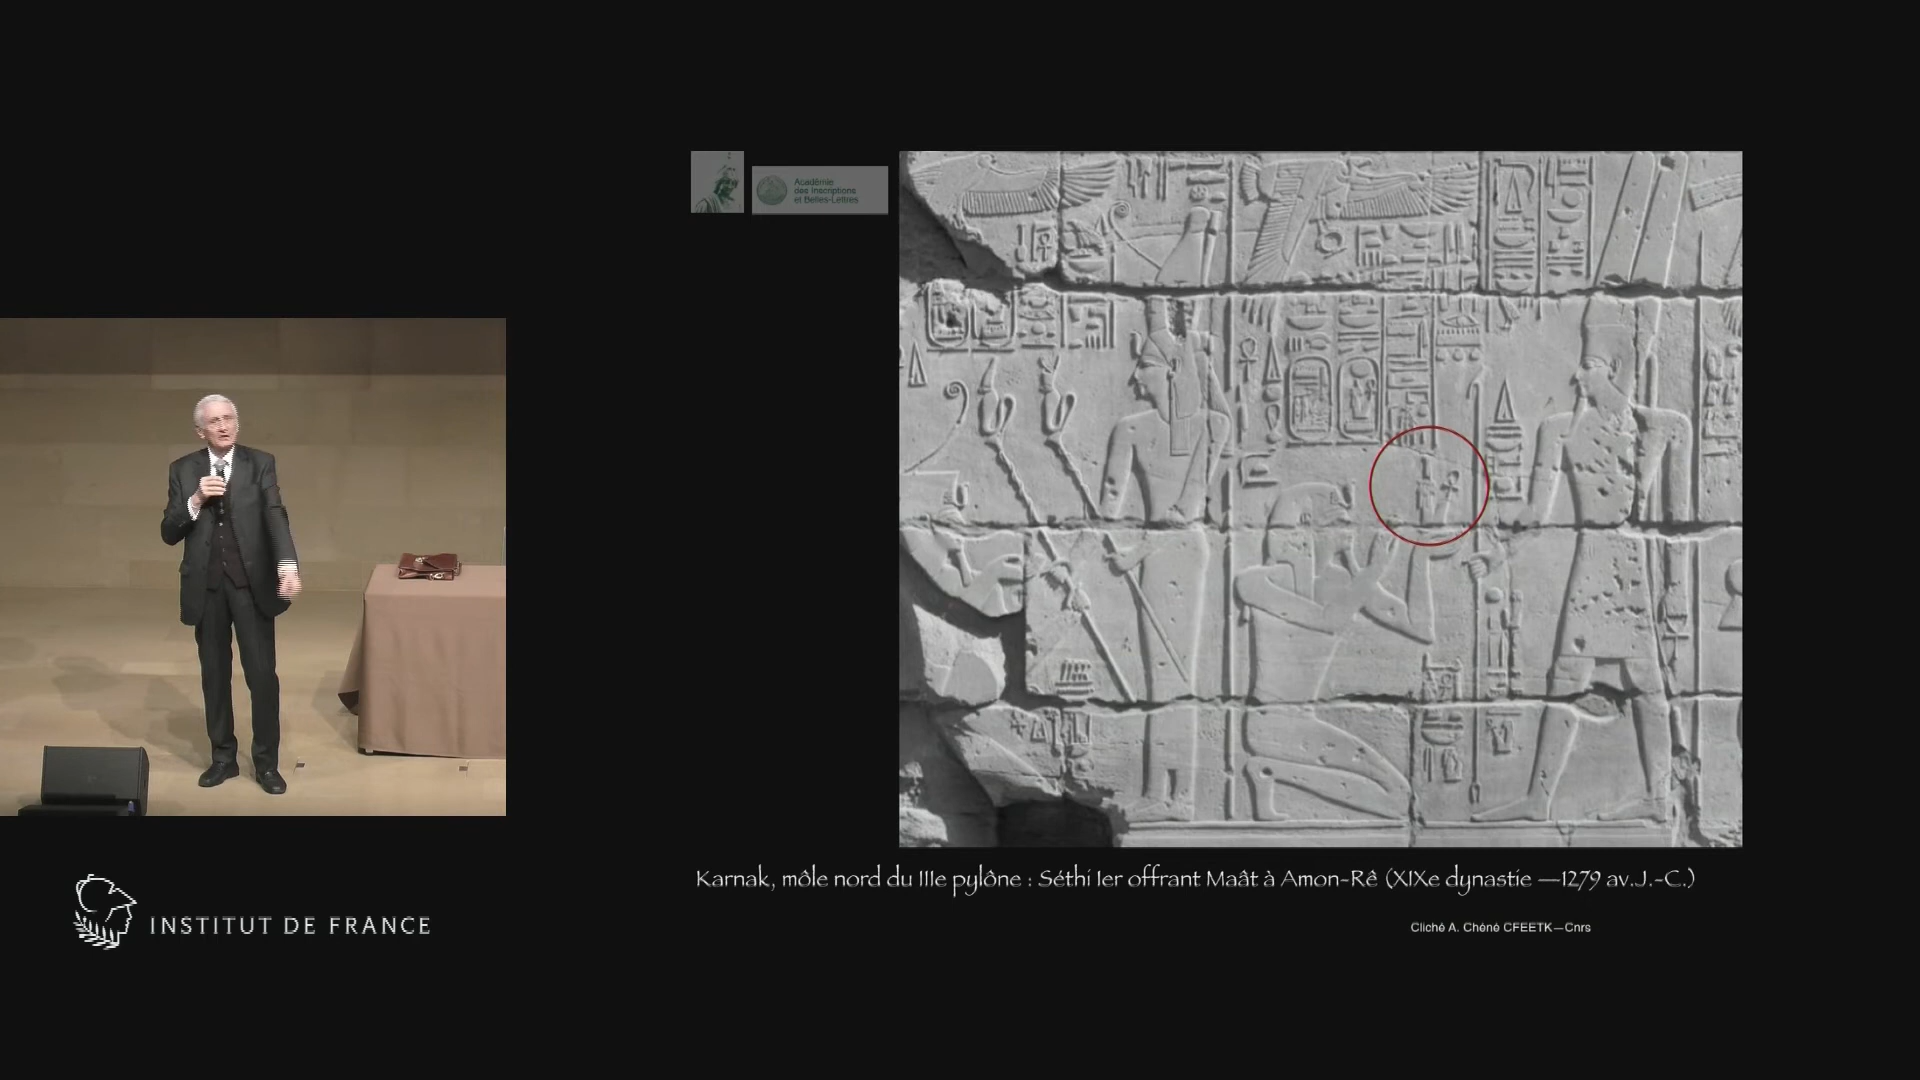 Académie
des Inscriptions
et Belles-Lettres
Karnak, môle nord du IIIe pylône : Séthi Ier offrant Maât à Amon-Rê (XIXe dynastie —1279 av.J.-C.)
INSTITUT DE FRANCE
Cliché A. Chéné CFEETK—Cnrs